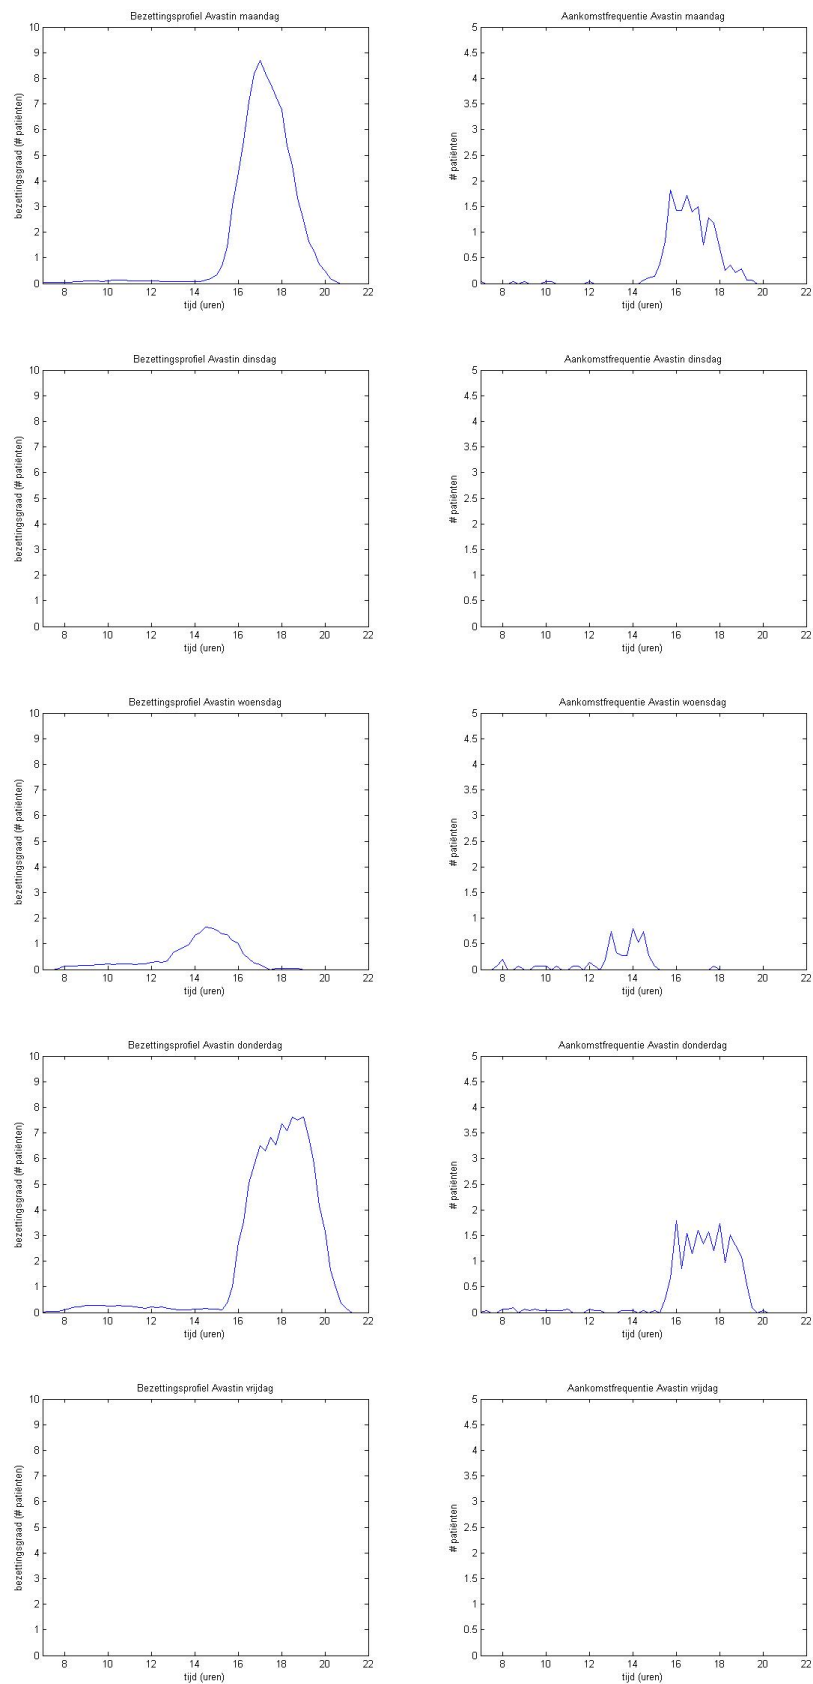 Bezettingsprofiel Avastin maandag
10
9
8
7
6
5
4
3
2
1
0
bezettingsgraad (# patiënten)
8 10 12 14 16 18 20 22
tijd (uren)
Aankomstfrequentie Avastin maandag
5
4.5
4
3.5
3
2.5
2
1.5
1
0.5
0
# patiënten
8 10 12 14 16 18 20 22
tijd (uren)
Bezettingsprofiel Avastin dinsdag
10
9
8
7
6
5
4
3
2
1
0
bezettingsgraad (# patiënten)
8 10 12 14 16 18 20 22
tijd (uren)
Aankomstfrequentie Avastin dinsdag
5
4.5
4
3.5
3
2.5
2
1.5
1
0.5
0
# patiënten
8 10 12 14 16 18 20 22
tijd (uren)
Bezettingsprofiel Avastin woensdag
10
9
8
7
6
5
4
3
2
1
0
bezettingsgraad (# patiënten)
8 10 12 14 16 18 20 22
tijd (uren)
Aankomstfrequentie Avastin woensdag
5
4.5
4
3.5
3
2.5
2
1.5
1
0.5
0
# patiënten
8 10 12 14 16 18 20 22
tijd (uren)
Bezettingsprofiel Avastin donderdag
10
9
8
7
6
5
4
3
2
1
0
bezettingsgraad (# patiënten)
8 10 12 14 16 18 20 22
tijd (uren)
Aankomstfrequentie Avastin donderdag
5
4.5
4
3.5
3
2.5
2
1.5
1
0.5
0
# patiënten
8 10 12 14 16 18 20 22
tijd (uren)
Bezettingsprofiel Avastin vrijdag
10
9
8
7
6
5
4
3
2
1
0
bezettingsgraad (# patiënten)
8 10 12 14 16 18 20 22
tijd (uren)
Aankomstfrequentie Avastin vrijdag
5
4.5
4
3.5
3
2.5
2
1.5
1
0.5
0
# patiënten
8 10 12 14 16 18 20 22
tijd (uren)